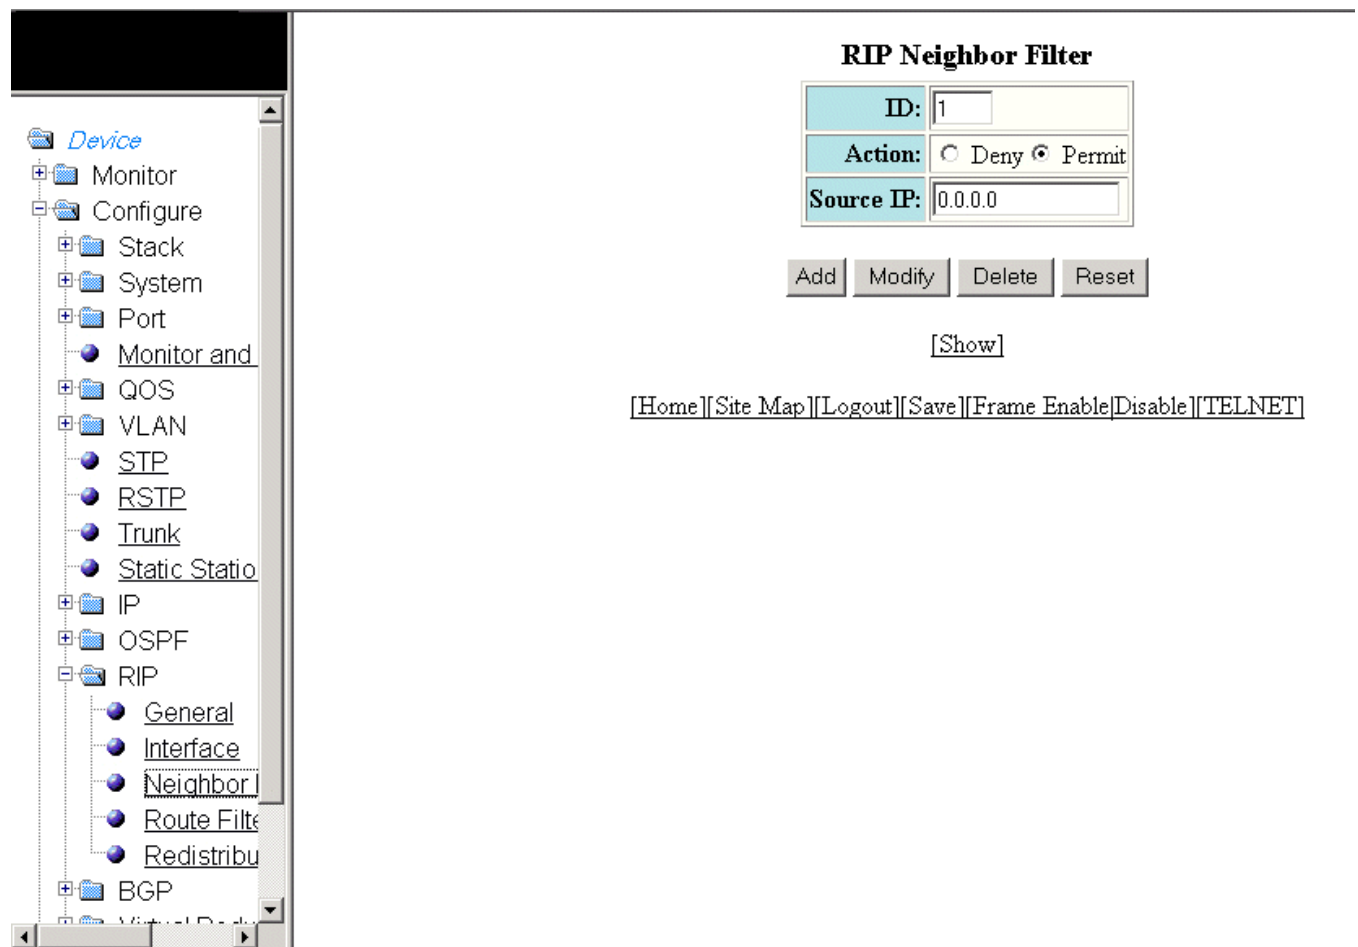 Device
Monitor
Configure
Stack
System
Port
Monitor and
QOS
VLAN
STP
RSTP
Trunk
Static Statio
IP
OSPF
RIP
General
Interface
Neighbor
Route Filte
Redistribu
BGP
RIP Neighbor Filter
ID: 1
Action: Deny Permit
Source IP: 0.0.0.0
Add Modify Delete Reset
[Show]
[Home][Site Map][Logout][Save][Frame Enable|Disable][TELNET]